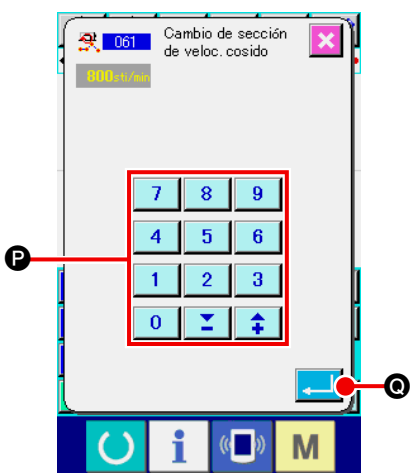 061 Cambio de sección
de veloc. cosido
800sti/min
7 8 9
4 5 6
P
1 2 3
0
Q
i
M